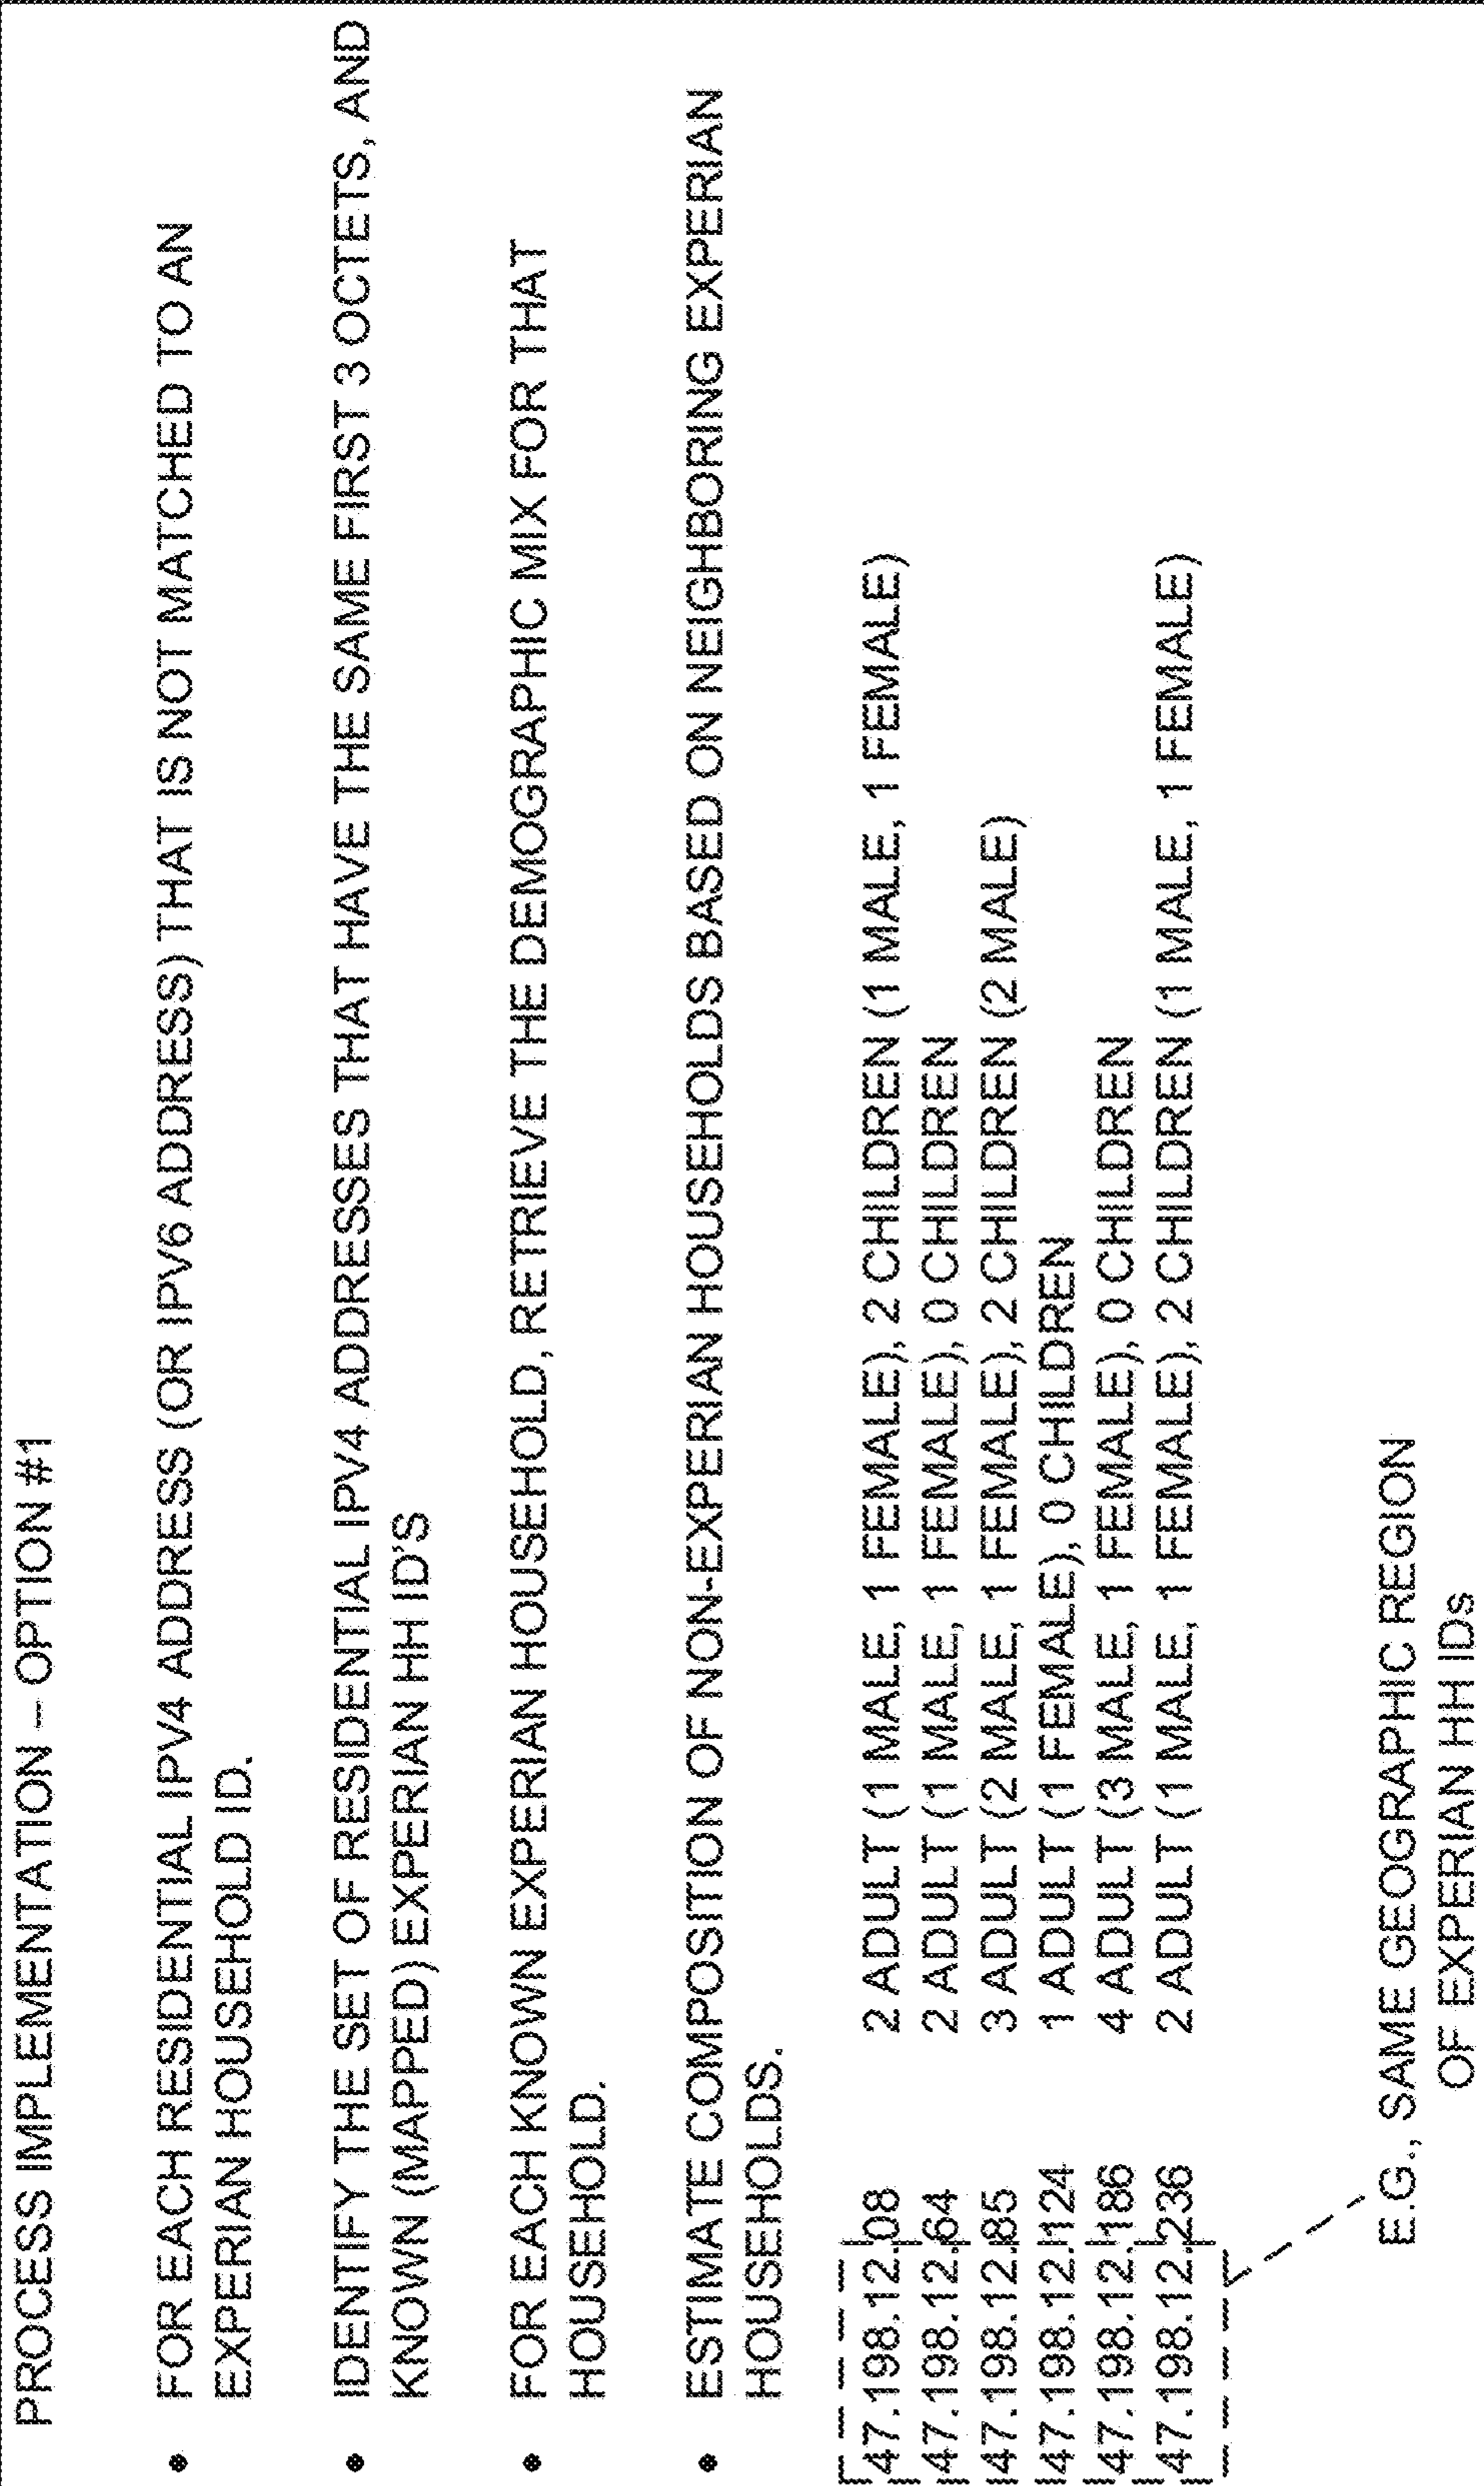 PROCESS IMPLEMENTATION – OPTION #1
• FOR EACH RESIDENTIAL IPV4 ADDRESS (OR IPV6 ADDRESS) THAT IS NOT MATCHED TO AN
EXPERIAN HOUSEHOLD ID.
• IDENTIFY THE SET OF RESIDENTIAL IPV4 ADDRESSES THAT HAVE THE SAME FIRST 3 OCTETS, AND
KNOWN (MAPPED) EXPERIAN HH ID'S
• FOR EACH KNOWN EXPERIAN HOUSEHOLD, RETRIEVE THE DEMOGRAPHIC MIX FOR THAT
HOUSEHOLD.
• ESTIMATE COMPOSITION OF NON-EXPERIAN HOUSEHOLDS BASED ON NEIGHBORING EXPERIAN
HOUSEHOLDS.
47.198.12.08 2 ADULT (1 MALE, 1 FEMALE), 2 CHILDREN (1 MALE, 1 FEMALE)
47.198.12.64 2 ADULT (1 MALE, 1 FEMALE), 0 CHILDREN
47.198.12.85 3 ADULT (2 MALE, 1 FEMALE), 2 CHILDREN (2 MALE)
47.198.12.124 1 ADULT (1 FEMALE), 0 CHILDREN
47.198.12.186 4 ADULT (3 MALE, 1 FEMALE), 0 CHILDREN
47.198.12.236 2 ADULT (1 MALE, 1 FEMALE), 2 CHILDREN (1 MALE, 1 FEMALE)
E.G., SAME GEOGRAPHIC REGION
OF EXPERIAN HH IDs